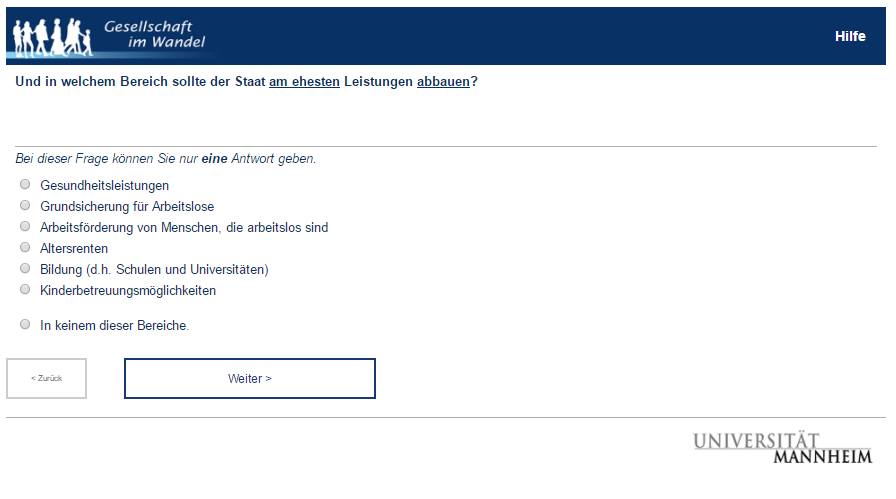 Gesellschaft
im Wandel
Hilfe
Und in welchem Bereich sollte der Staat am ehesten Leistungen abbauen?
Bei dieser Frage können Sie nur eine Antwort geben.
Gesundheitsleistungen
Grundsicherung für Arbeitslose
Arbeitsförderung von Menschen, die arbeitslos sind
Altersrenten
Bildung (d.h. Schulen und Universitäten)
Kinderbetreuungsmöglichkeiten
In keinem dieser Bereiche.
< Zurück
Weiter >
UNIVERSITÄT
MANNHEIM